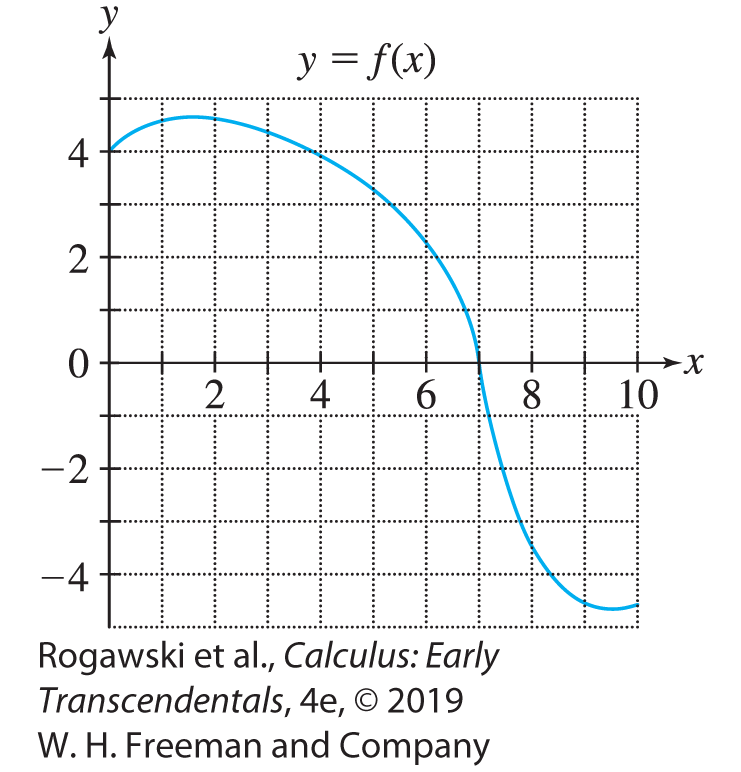 y
y = f(x)
4
2
0
x
2 4 6 8 10
−2
−4
Rogawski et al., Calculus: Early
Transcendentals, 4e, © 2019
W. H. Freeman and Company